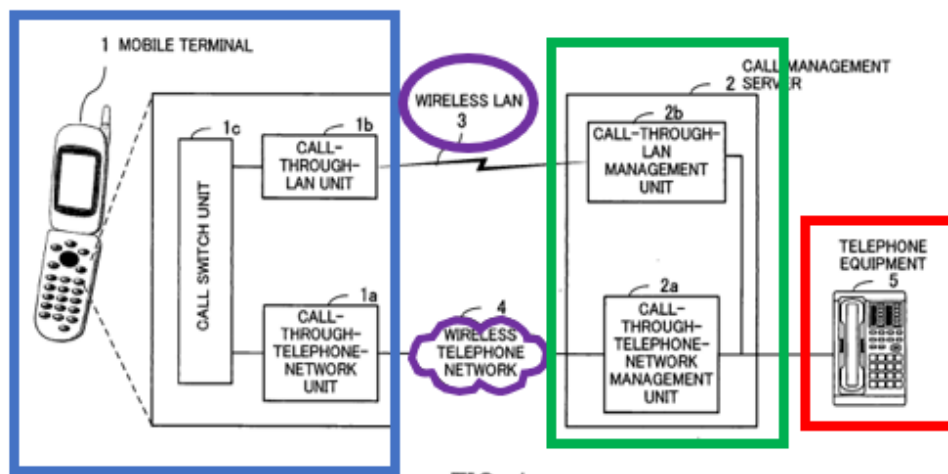 1 MOBILE TERMINAL
1c
CALL SWITCH UNIT
1b
CALL-
THROUGH-
LAN UNIT
1a
CALL-
THROUGH-
TELEPHONE-
NETWORK
UNIT
WIRELESS LAN
3
4
WIRELESS
TELEPHONE
NETWORK
2 CALL MANAGEMENT
SERVER
2b
CALL-THROUGH-
LAN
MANAGEMENT
UNIT
2a
CALL-
THROUGH-
TELEPHONE-
NETWORK
MANAGEMENT
UNIT
TELEPHONE
EQUIPMENT
5